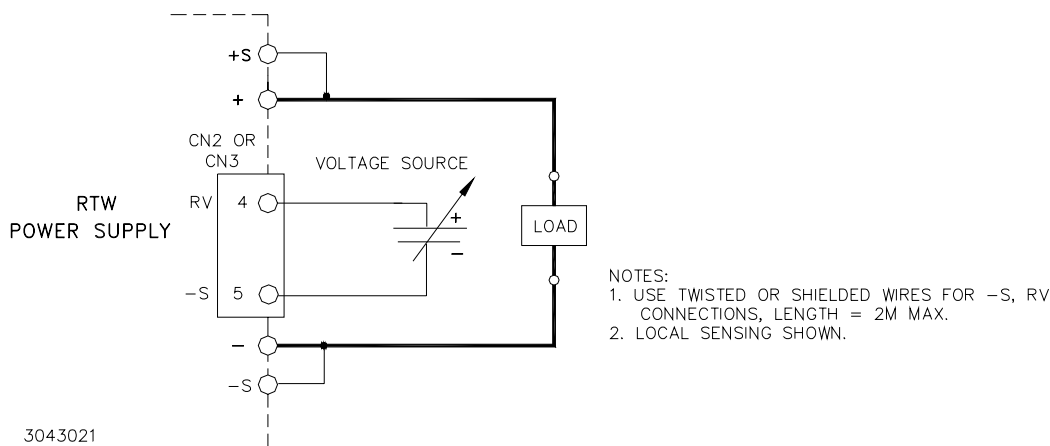 +S
+
CN2 OR
CN3
VOLTAGE SOURCE
RTW
POWER SUPPLY
RV 4
+
LOAD
−
−S 5
NOTES:
1. USE TWISTED OR SHIELDED WIRES FOR −S, RV
CONNECTIONS, LENGTH = 2M MAX.
2. LOCAL SENSING SHOWN.
−
−S
3043021